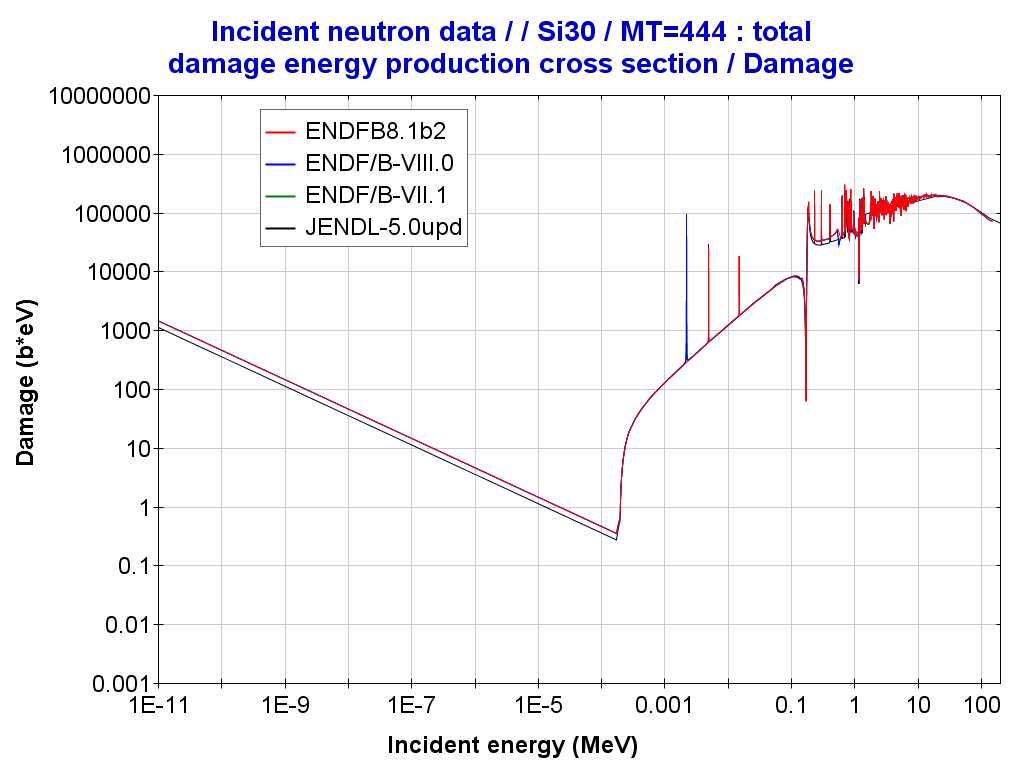 Incident neutron data / / Si30 / MT=444 : total
damage energy production cross section / Damage
10000000
1000000
100000
10000
1000
100
10
1
0.1
0.01
0.001
Damage (b*eV)
ENDFB8.1b2
ENDF/B-VIII.0
ENDF/B-VII.1
JENDL-5.0upd
1E-11 1E-9 1E-7 1E-5 0.001 0.1 1 10 100
Incident energy (MeV)